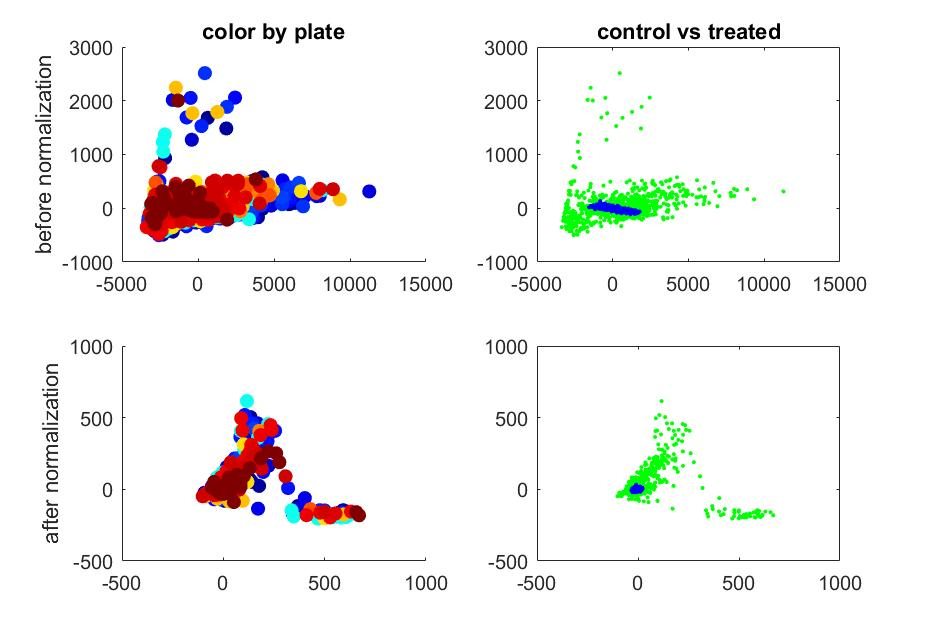 color by plate
control vs treated
before normalization
3000
2000
1000
0
-1000
-5000 0 5000 10000 15000
3000
2000
1000
0
-1000
-5000 0 5000 10000 15000
after normalization
1000
500
0
-500
-500 0 500 1000
1000
500
0
-500
-500 0 500 1000